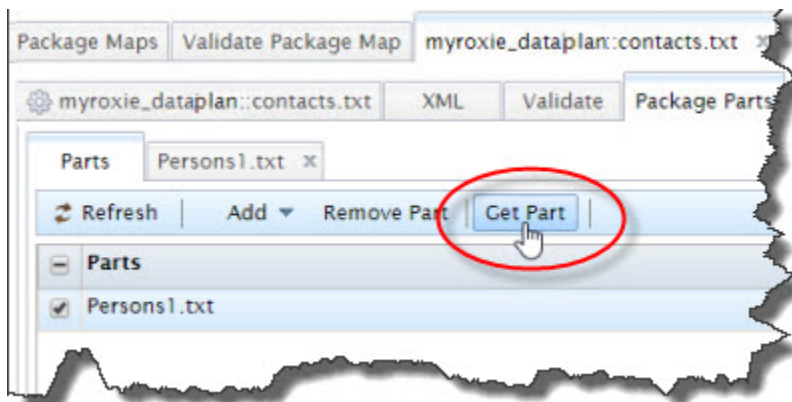 Package Maps Validate Package Map myroxie_dataplan::contacts.txt x
myroxie_dataplan::contacts.txt XML Validate Package Parts
Parts Persons1.txt x
Refresh Add Remove Part Get Part
Parts
Persons1.txt